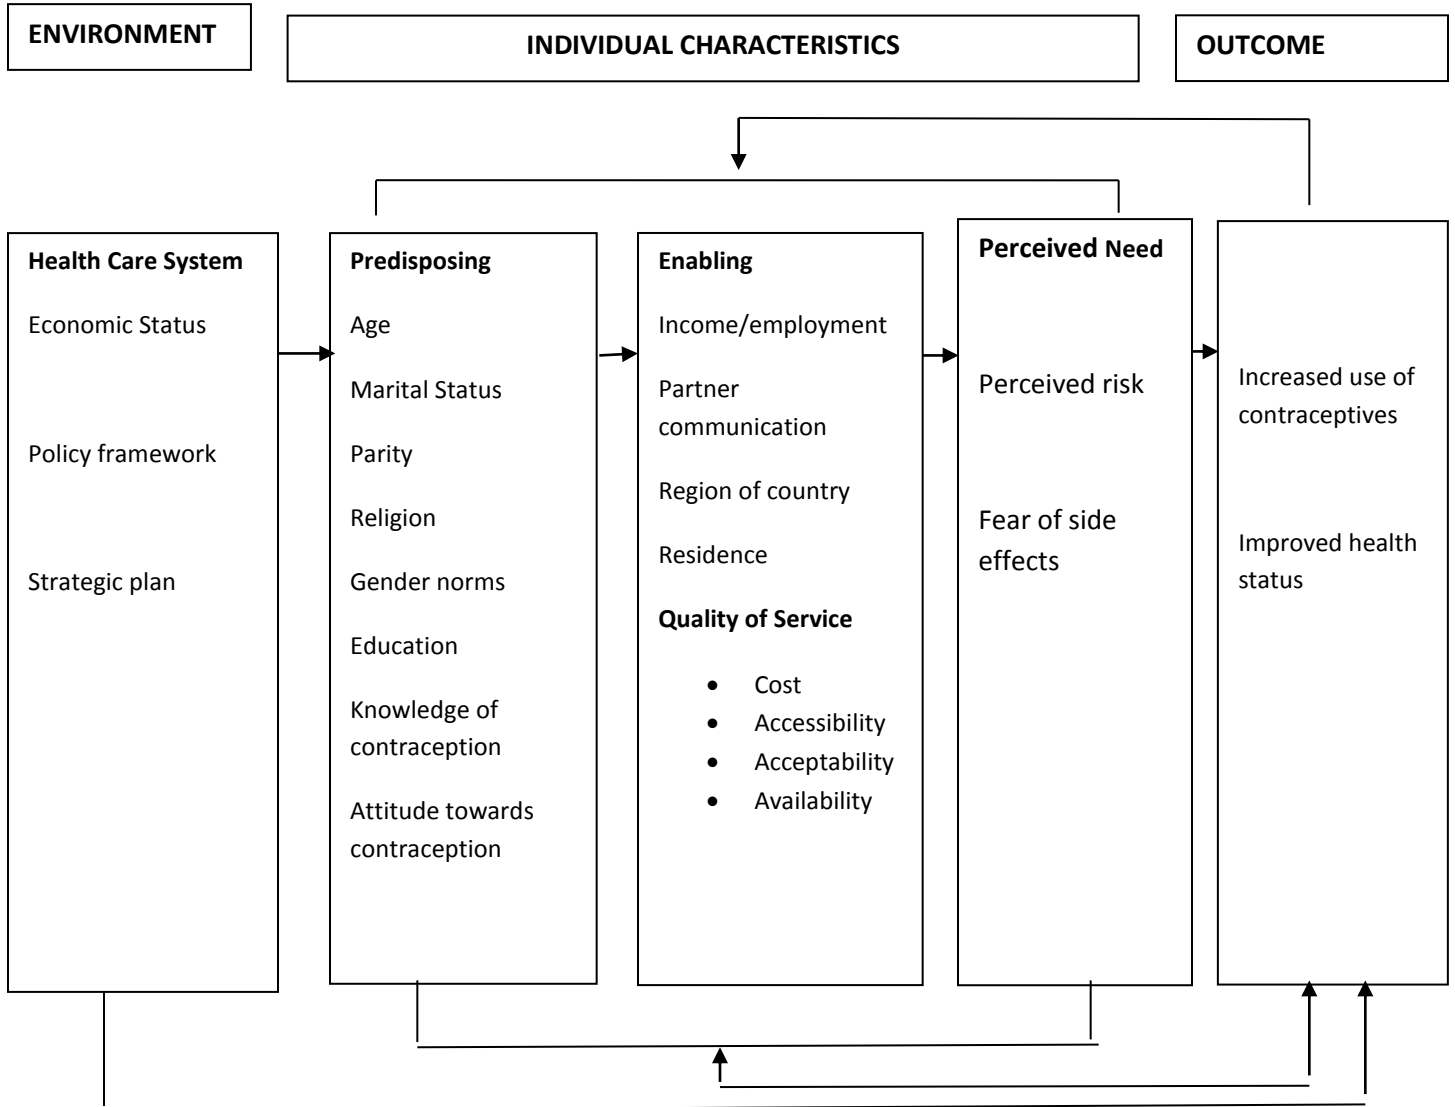 ENVIRONMENT
INDIVIDUAL CHARACTERISTICS
OUTCOME
Health Care System
Economic Status
Policy framework
Strategic plan
Predisposing
Age
Marital Status
Parity
Religion
Gender norms
Education
Knowledge of
contraception
Attitude towards
contraception
Enabling
Income/employment
Partner
communication
Region of country
Residence
Quality of Service
• Cost
• Accessibility
• Acceptability
• Availability
Perceived Need
Perceived risk
Fear of side
effects
Increased use of
contraceptives
Improved health
status